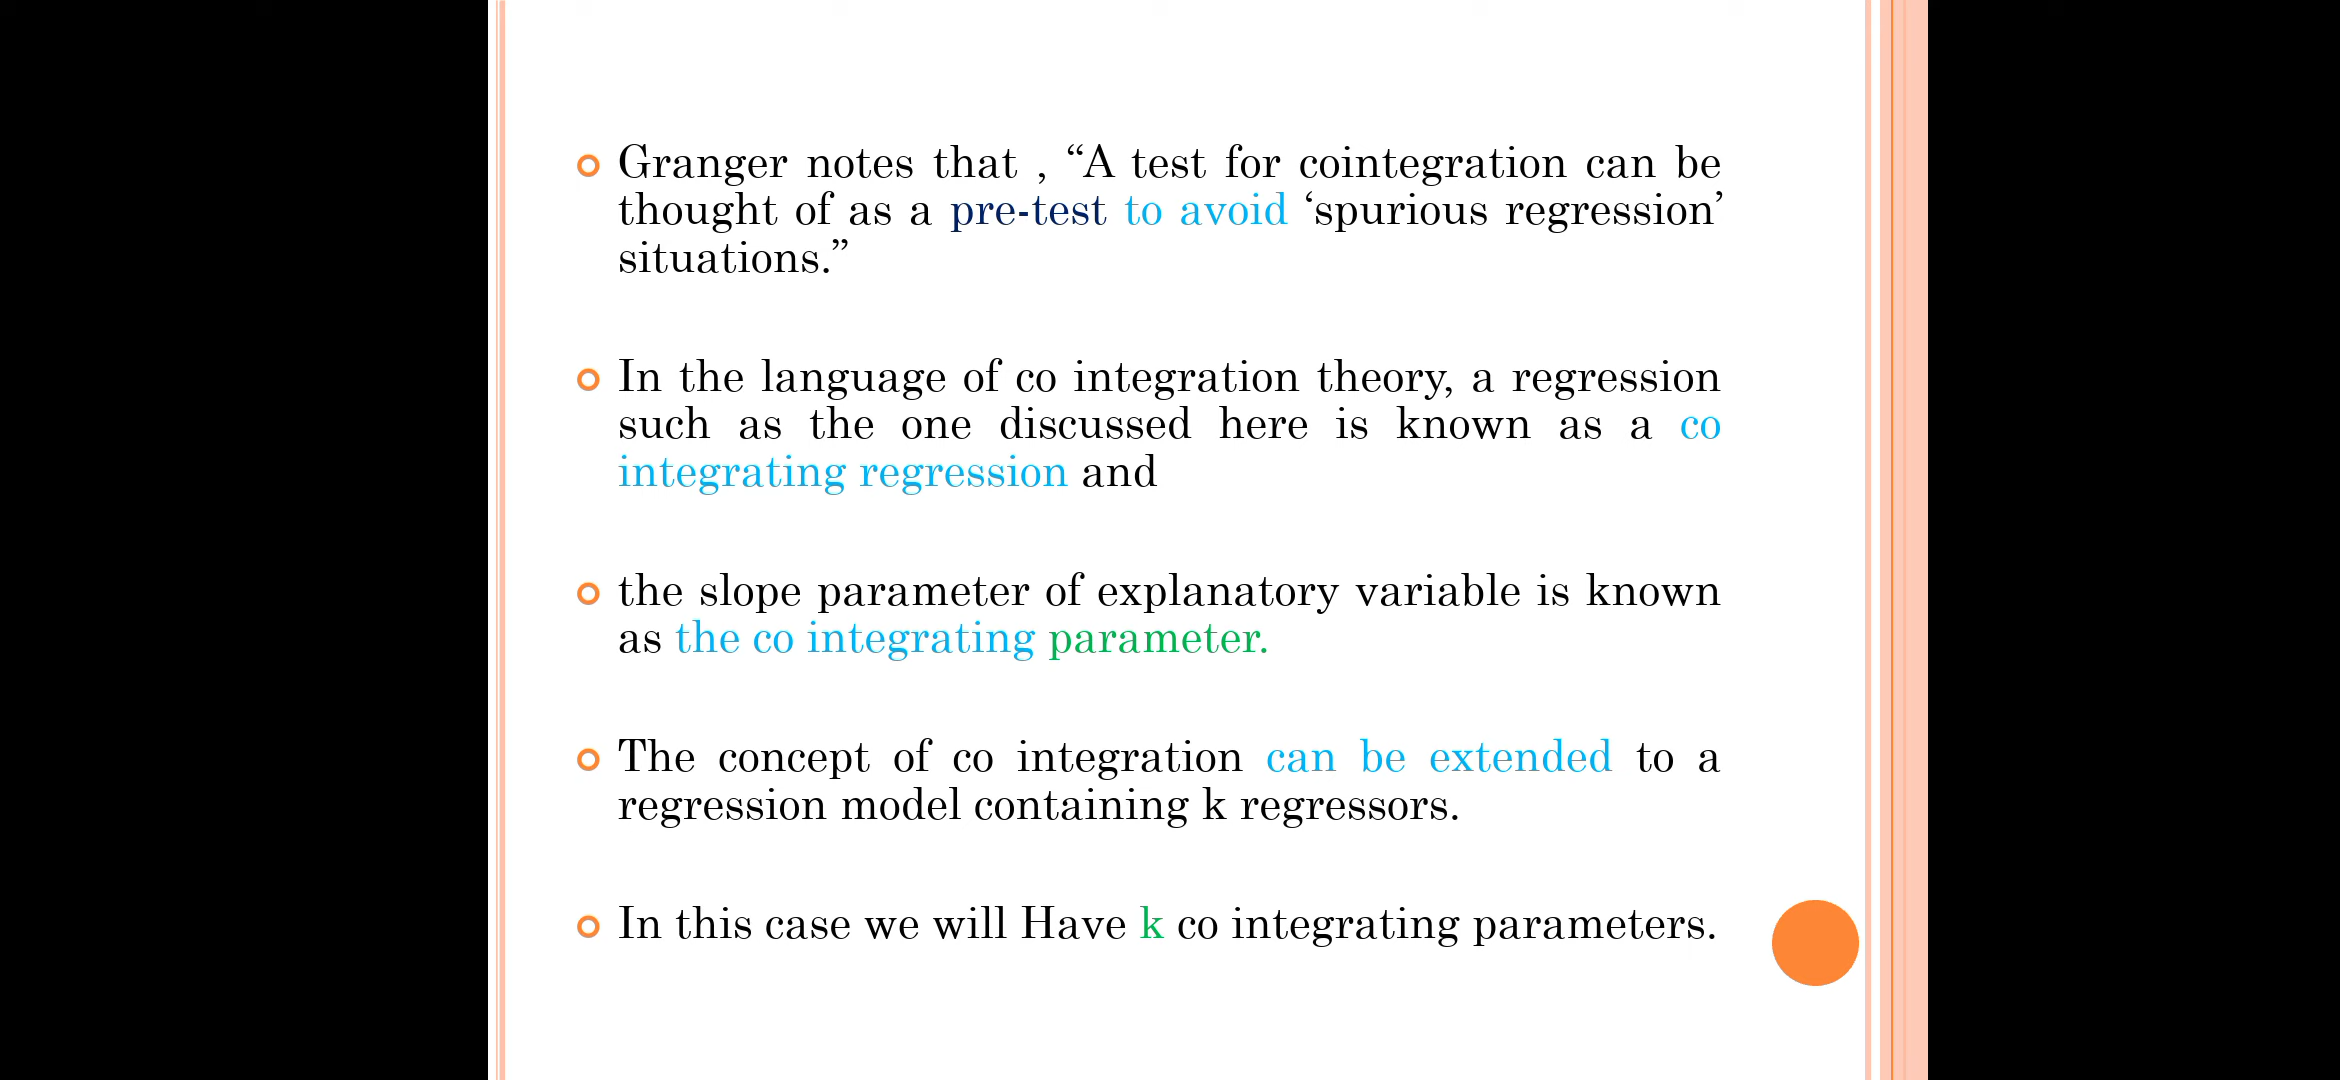 Granger notes that , “A test for cointegration can be
thought of as a pre-test to avoid ‘spurious regression’
situations.”
In the language of co integration theory, a regression
such as the one discussed here is known as a co
integrating regression and
the slope parameter of explanatory variable is known
as the co integrating parameter.
The concept of co integration can be extended to a
regression model containing k regressors.
In this case we will Have k co integrating parameters.